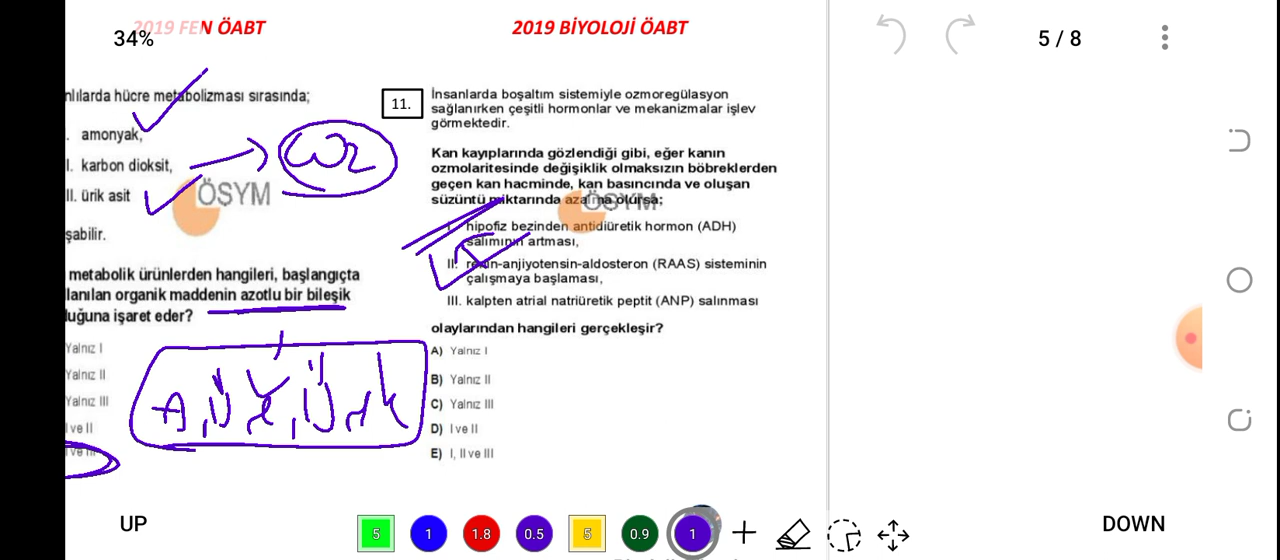 2019 FEN ÖABT
34%
nlılarda hücre metabolizması sırasında;
. amonyak,
I. karbon dioksit,
II. ürik asit
ÖSYM
şabilir.
metabolik ürünlerden hangileri, başlangıçta
lanılan organik maddenin azotlu bir bileşik
luğuna işaret eder?
Yalnız I
Yalnız II
Yalnız III
I ve II
I ve III
2019 BİYOLOJİ ÖABT
11.
İnsanlarda boşaltım sistemiyle ozmoregülasyon
sağlanırken çeşitli hormonlar ve mekanizmalar işlev
görmektedir.
Kan kayıplarında gözlendiği gibi, eğer kanın
ozmolaritesinde değişiklik olmaksızın böbreklerden
geçen kan hacminde, kan basıncında ve oluşan
süzüntü miktarında azalma olursa;
ÖSYM
I. hipofiz bezinden antidiüretik hormon (ADH)
salımının artması,
II. renin-anjiyotensin-aldosteron (RAAS) sisteminin
çalışmaya başlaması,
III. kalpten atrial natriüretik peptit (ANP) salınması
olaylarından hangileri gerçekleşir?
A) Yalnız I
B) Yalnız II
C) Yalnız III
D) I ve II
E) I, II ve III
5 / 8
UP
5
1
1.8
0.5
5
0.9
1
DOWN